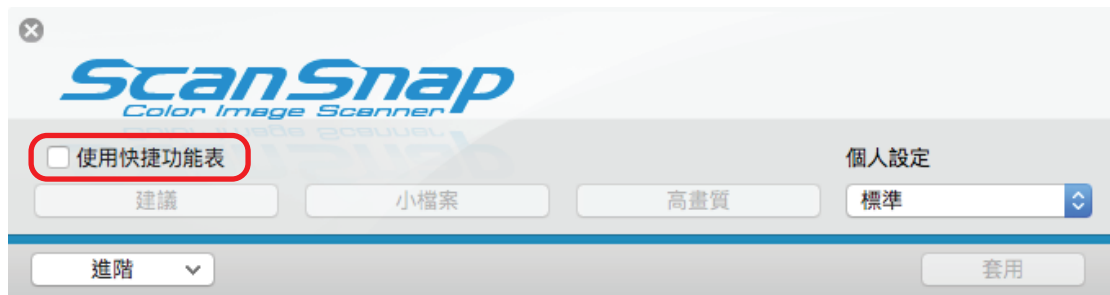 ScanSnap
Color Image Scanner
使用快捷功能表
個人設定
建議
小檔案
高畫質
標準
進階
套用